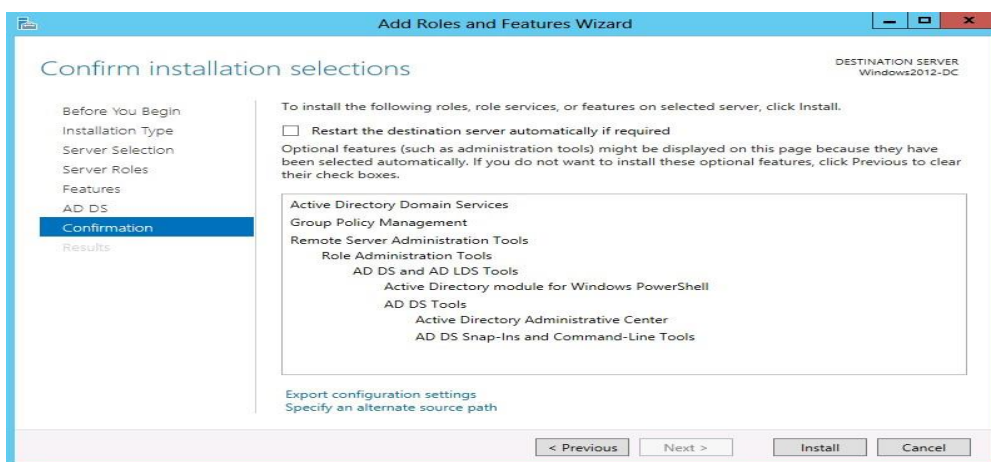 Add Roles and Features Wizard
Confirm installation selections
DESTINATION SERVER
Windows2012-DC
Before You Begin
Installation Type
Server Selection
Server Roles
Features
AD DS
Confirmation
Results
To install the following roles, role services, or features on selected server, click Install.
Restart the destination server automatically if required
Optional features (such as administration tools) might be displayed on this page because they have
been selected automatically. If you do not want to install these optional features, click Previous to clear
their check boxes.
Active Directory Domain Services
Group Policy Management
Remote Server Administration Tools
Role Administration Tools
AD DS and AD LDS Tools
Active Directory module for Windows PowerShell
AD DS Tools
Active Directory Administrative Center
AD DS Snap-Ins and Command-Line Tools
Export configuration settings
Specify an alternate source path
< Previous
Next >
Install
Cancel